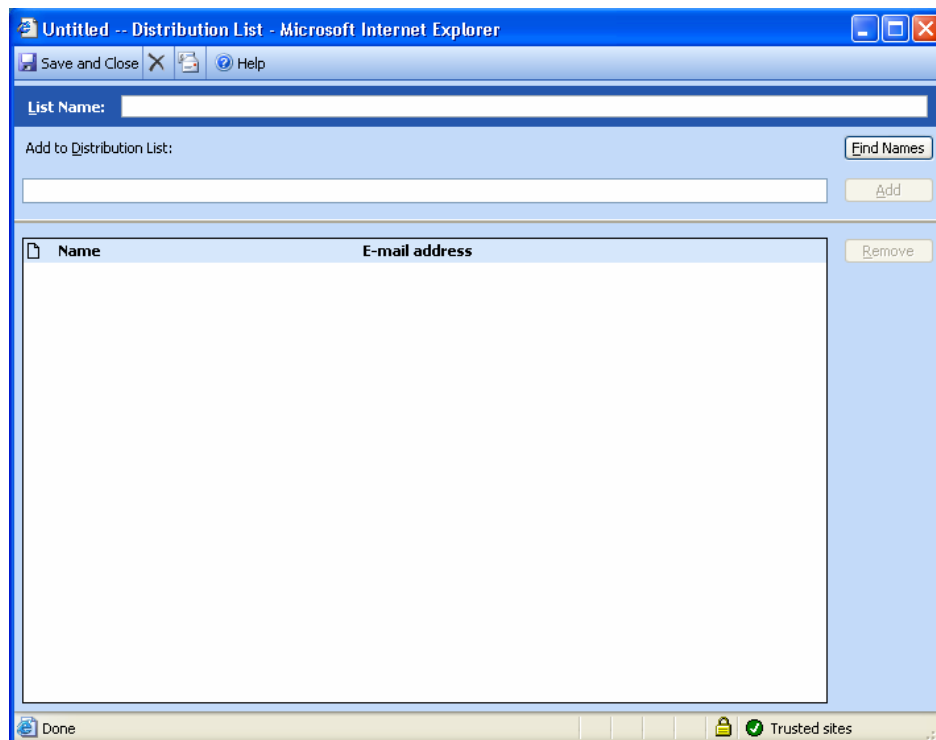 Untitled -- Distribution List - Microsoft Internet Explorer
Save and Close Help
List Name:
Add to Distribution List:
Find Names
Add
Name E-mail address
Remove
Done Trusted sites